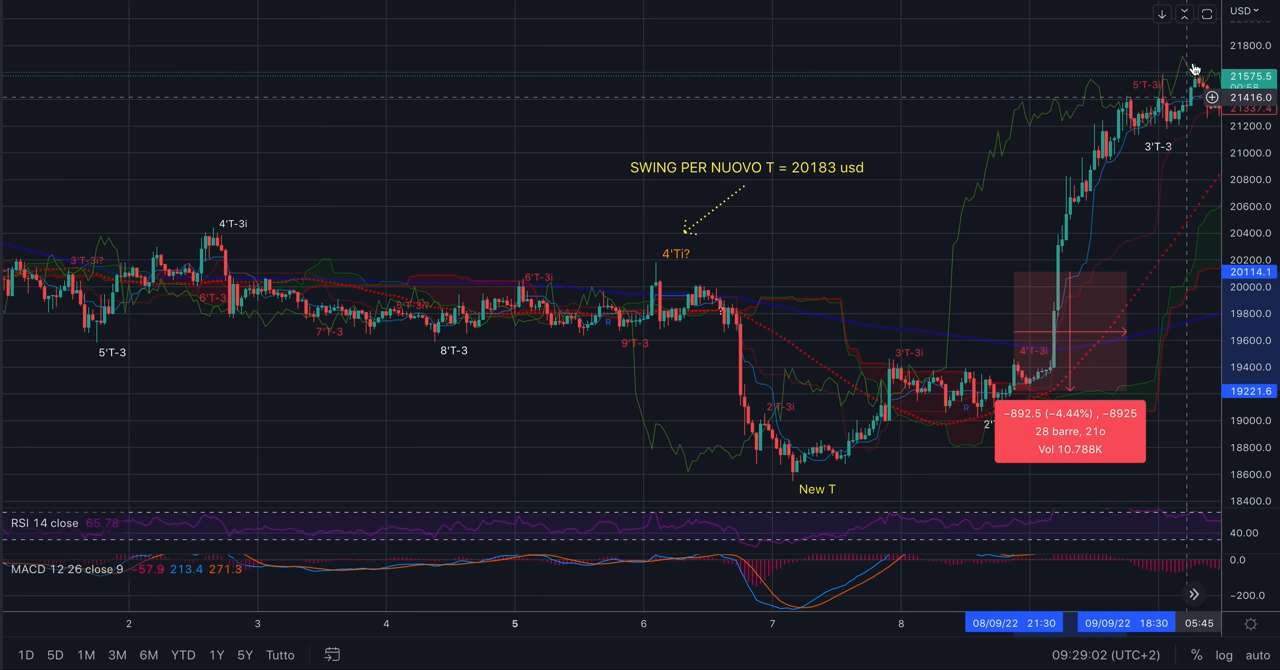 USD
21800.0
21575.5
00:58
21416.0
21337.4
21200.0
21000.0
20800.0
20600.0
20400.0
20200.0
20114.1
20000.0
19800.0
19600.0
19400.0
19221.6
19000.0
18800.0
18600.0
18400.0
5'T-3i
3'T-3
SWING PER NUOVO T = 20183 usd
4'T-3i
4'Ti?
3'T-3i?
6'T-3i
6'T-3
7'T-3
R
9'T-3
5'T-3
8'T-3
3'T-3i
4'T-3i
2'T-3i
R
2'
−892.5 (−4.44%) , −8925
28 barre, 21o
Vol 10.788K
New T
RSI 14 close 65.78
40.00
MACD 12 26 close 9 −57.9 213.4 271.3
0.0
−200.0
2 3 4 5 6 7 8 08/09/22 21:30 09/09/22 18:30 05:45
1D 5D 1M 3M 6M YTD 1Y 5Y Tutto 09:29:02 (UTC+2) % log auto